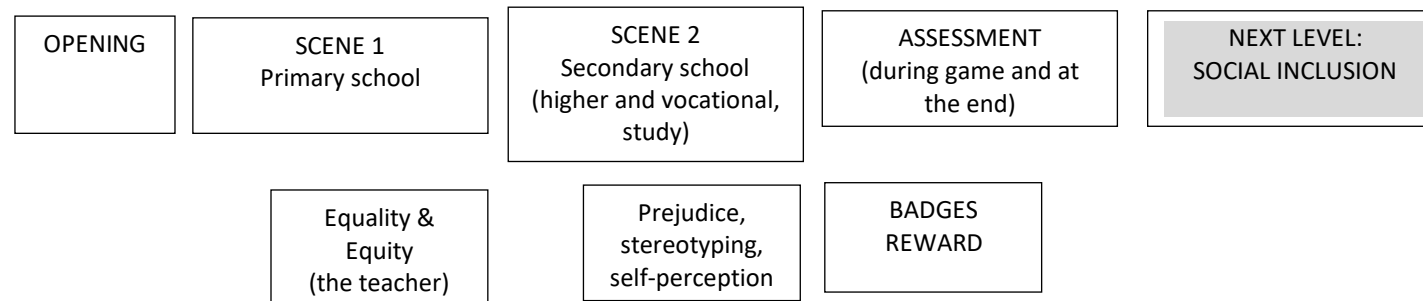 OPENING
SCENE 1
Primary school
SCENE 2
Secondary school
(higher and vocational,
study)
ASSESSMENT
(during game and at
the end)
NEXT LEVEL:
SOCIAL INCLUSION
Equality &
Equity
(the teacher)
Prejudice,
stereotyping,
self-perception
BADGES
REWARD